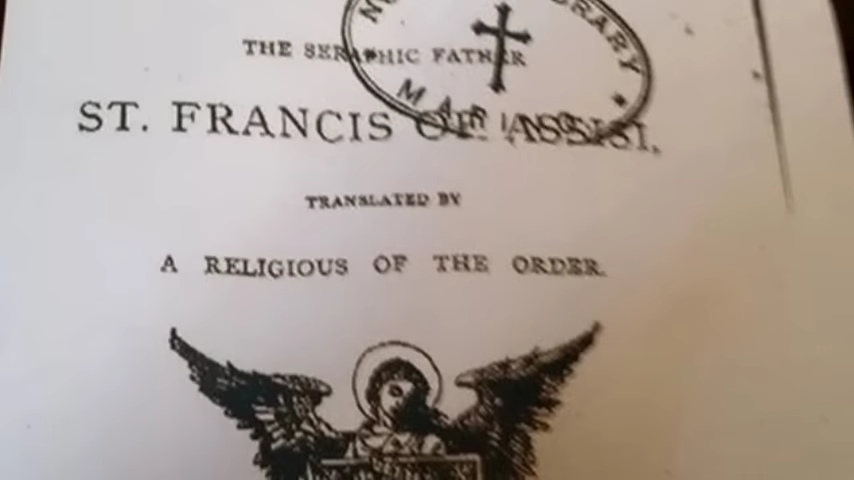 THE SERAPHIC FATHER
ST. FRANCIS OF ASSISI.
TRANSLATED BY
A RELIGIOUS OF THE ORDER.